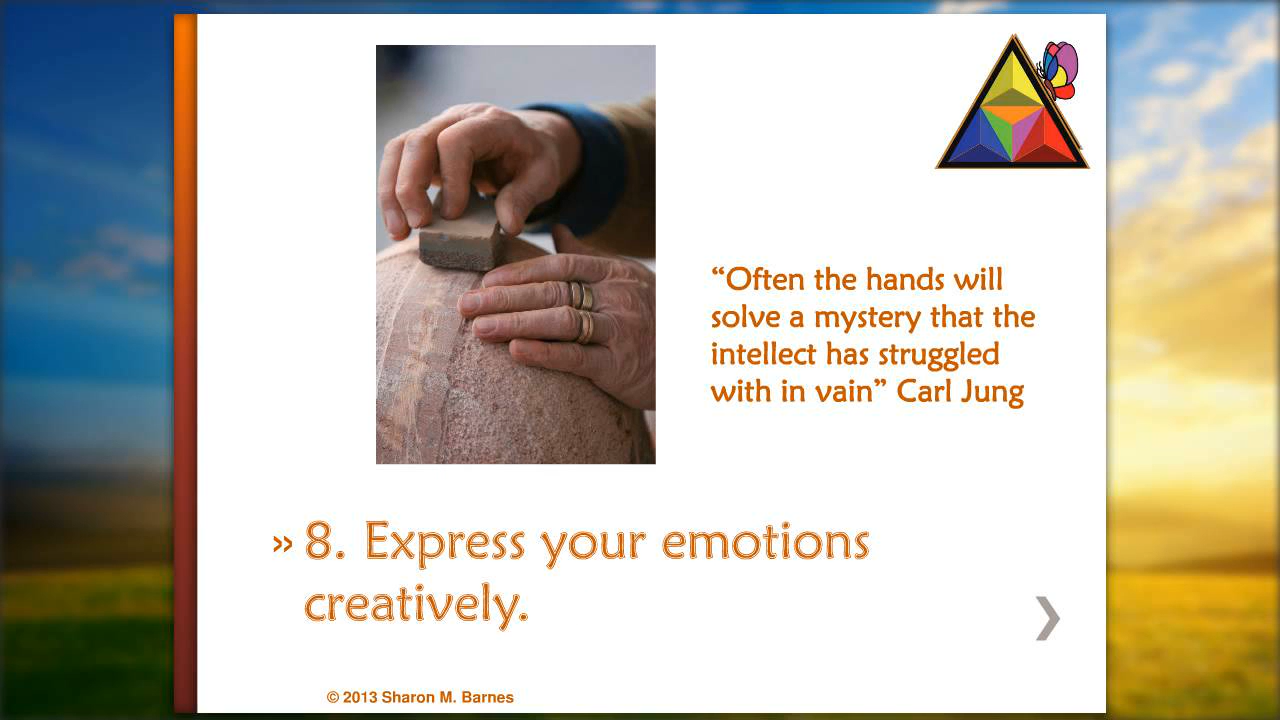 “Often the hands will
solve a mystery that the
intellect has struggled
with in vain” Carl Jung
» 8. Express your emotions
creatively.
© 2013 Sharon M. Barnes